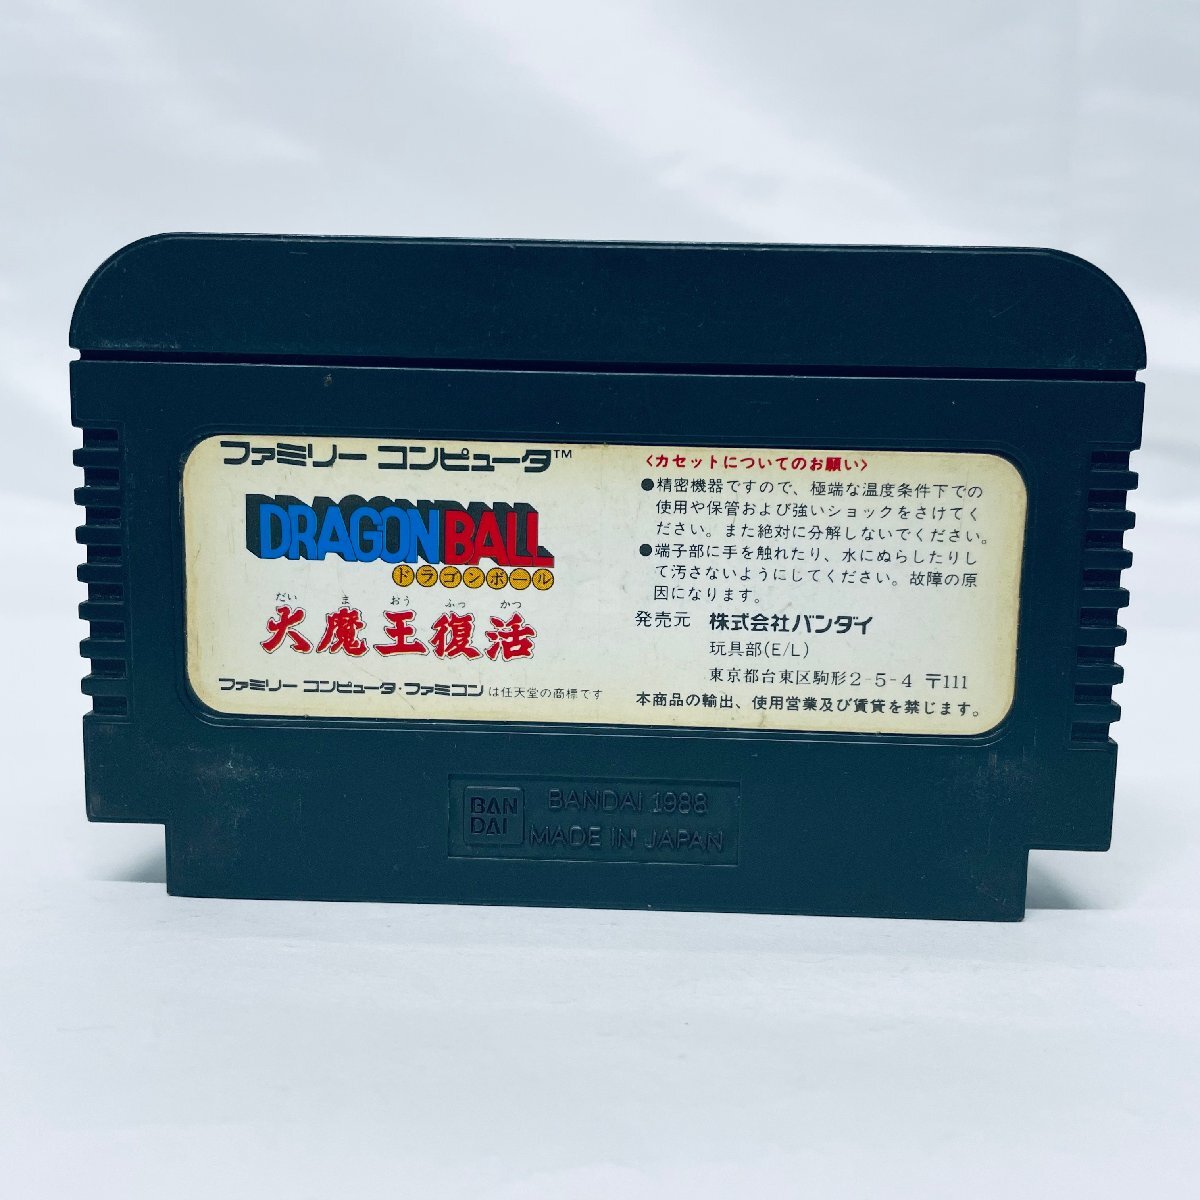 ファミリー コンピュータ™
DRAGON BALL
ドラゴンボール
だい ま おう ふっ かつ
大魔王復活
ファミリー コンピュータ・ファミコンは任天堂の商標です
〈カセットについてのお願い〉
●精密機器ですので、極端な温度条件下での
使用や保管および強いショックをさけてく
ださい。また絶対に分解しないでください。
●端子部に手を触れたり、水にぬらしたりし
て汚さないようにしてください。故障の原
因になります。
発売元 株式会社バンダイ
玩具部(E/L)
東京都台東区駒形2-5-4 〒111
本商品の輸出、使用営業及び賃貸を禁じます。
BAN
DAI
BANDAI 1988
MADE IN JAPAN